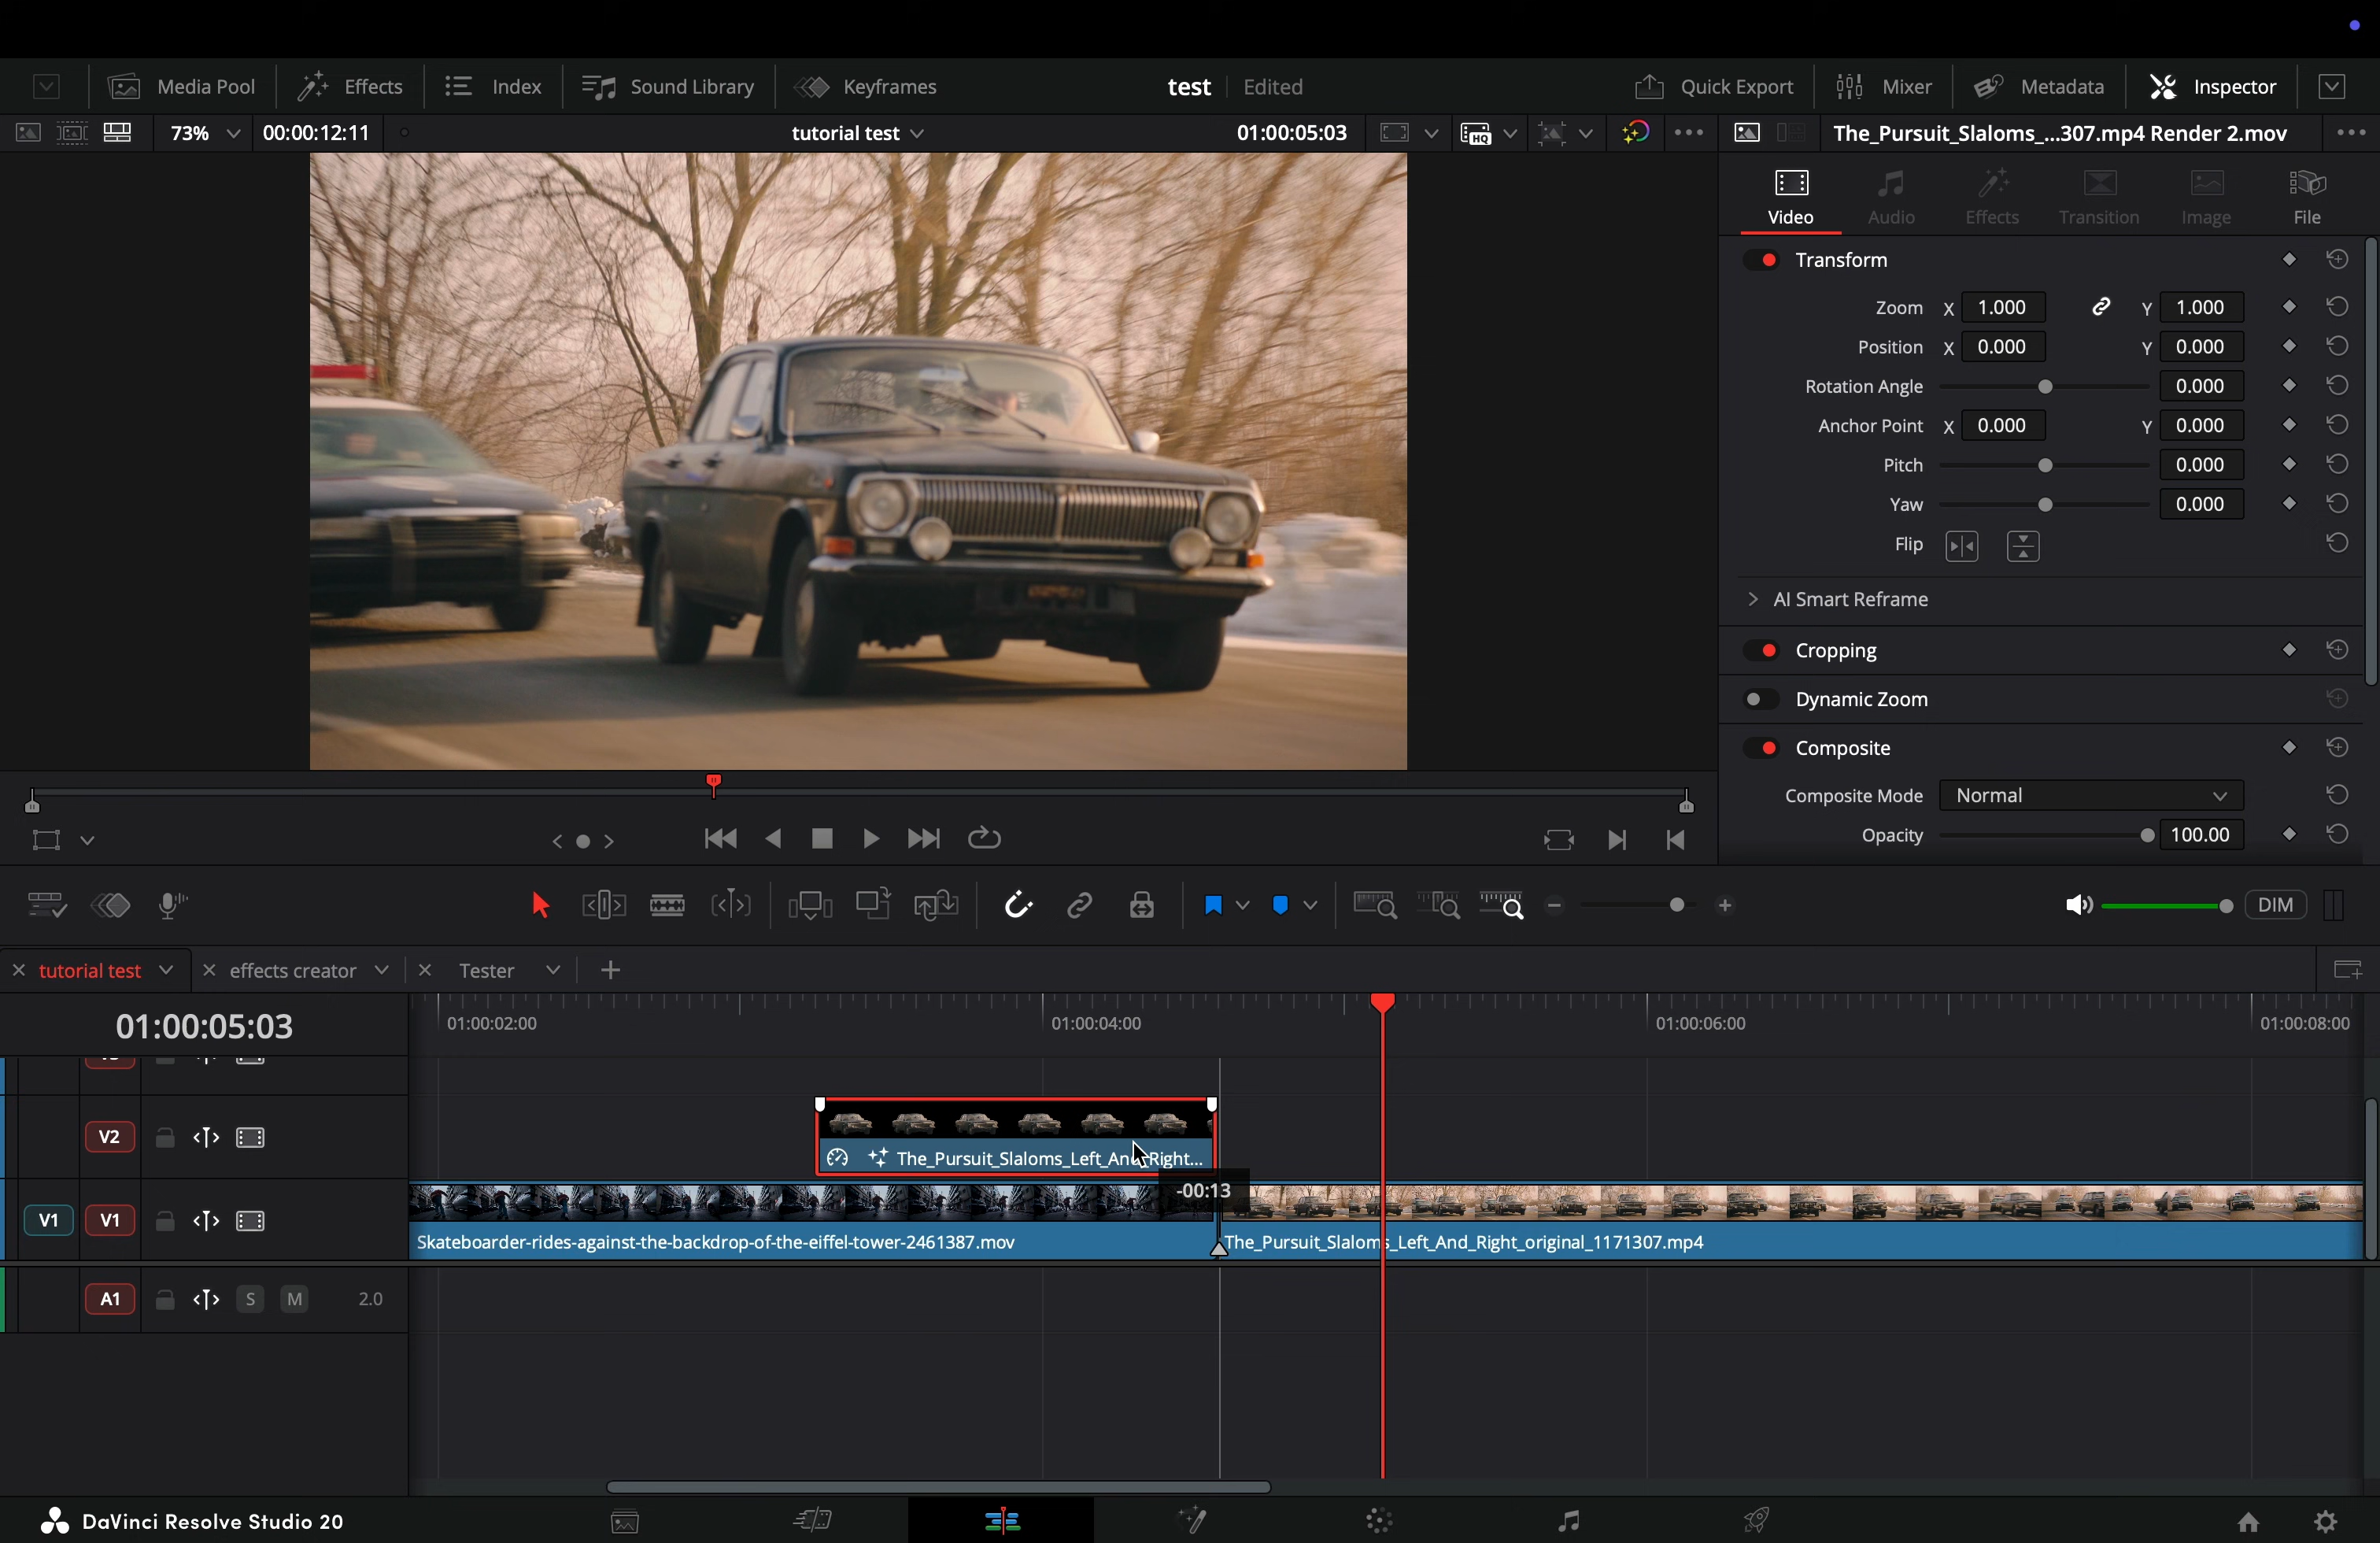 Media Pool Effects Index Sound Library Keyframes test Edited Quick Export Mixer Metadata Inspector
73% 00:00:12:11 tutorial test 01:00:05:03 HQ The_Pursuit_Slaloms_...307.mp4 Render 2.mov
Video Audio Effects Transition Image File
Transform
Zoom X 1.000 Y 1.000
Position X 0.000 Y 0.000
Rotation Angle 0.000
Anchor Point X 0.000 Y 0.000
Pitch 0.000
Yaw 0.000
Flip
AI Smart Reframe
Cropping
Dynamic Zoom
Composite
Composite Mode Normal
Opacity 100.00
DIM
tutorial test effects creator Tester
01:00:05:03 01:00:02:00 01:00:04:00 01:00:06:00 01:00:08:00
V2
The_Pursuit_Slaloms_Left_And_Right...
-00:13
V1 V1
Skateboarder-rides-against-the-backdrop-of-the-eiffel-tower-2461387.mov The_Pursuit_Slaloms_Left_And_Right_original_1171307.mp4
A1 S M 2.0
DaVinci Resolve Studio 20